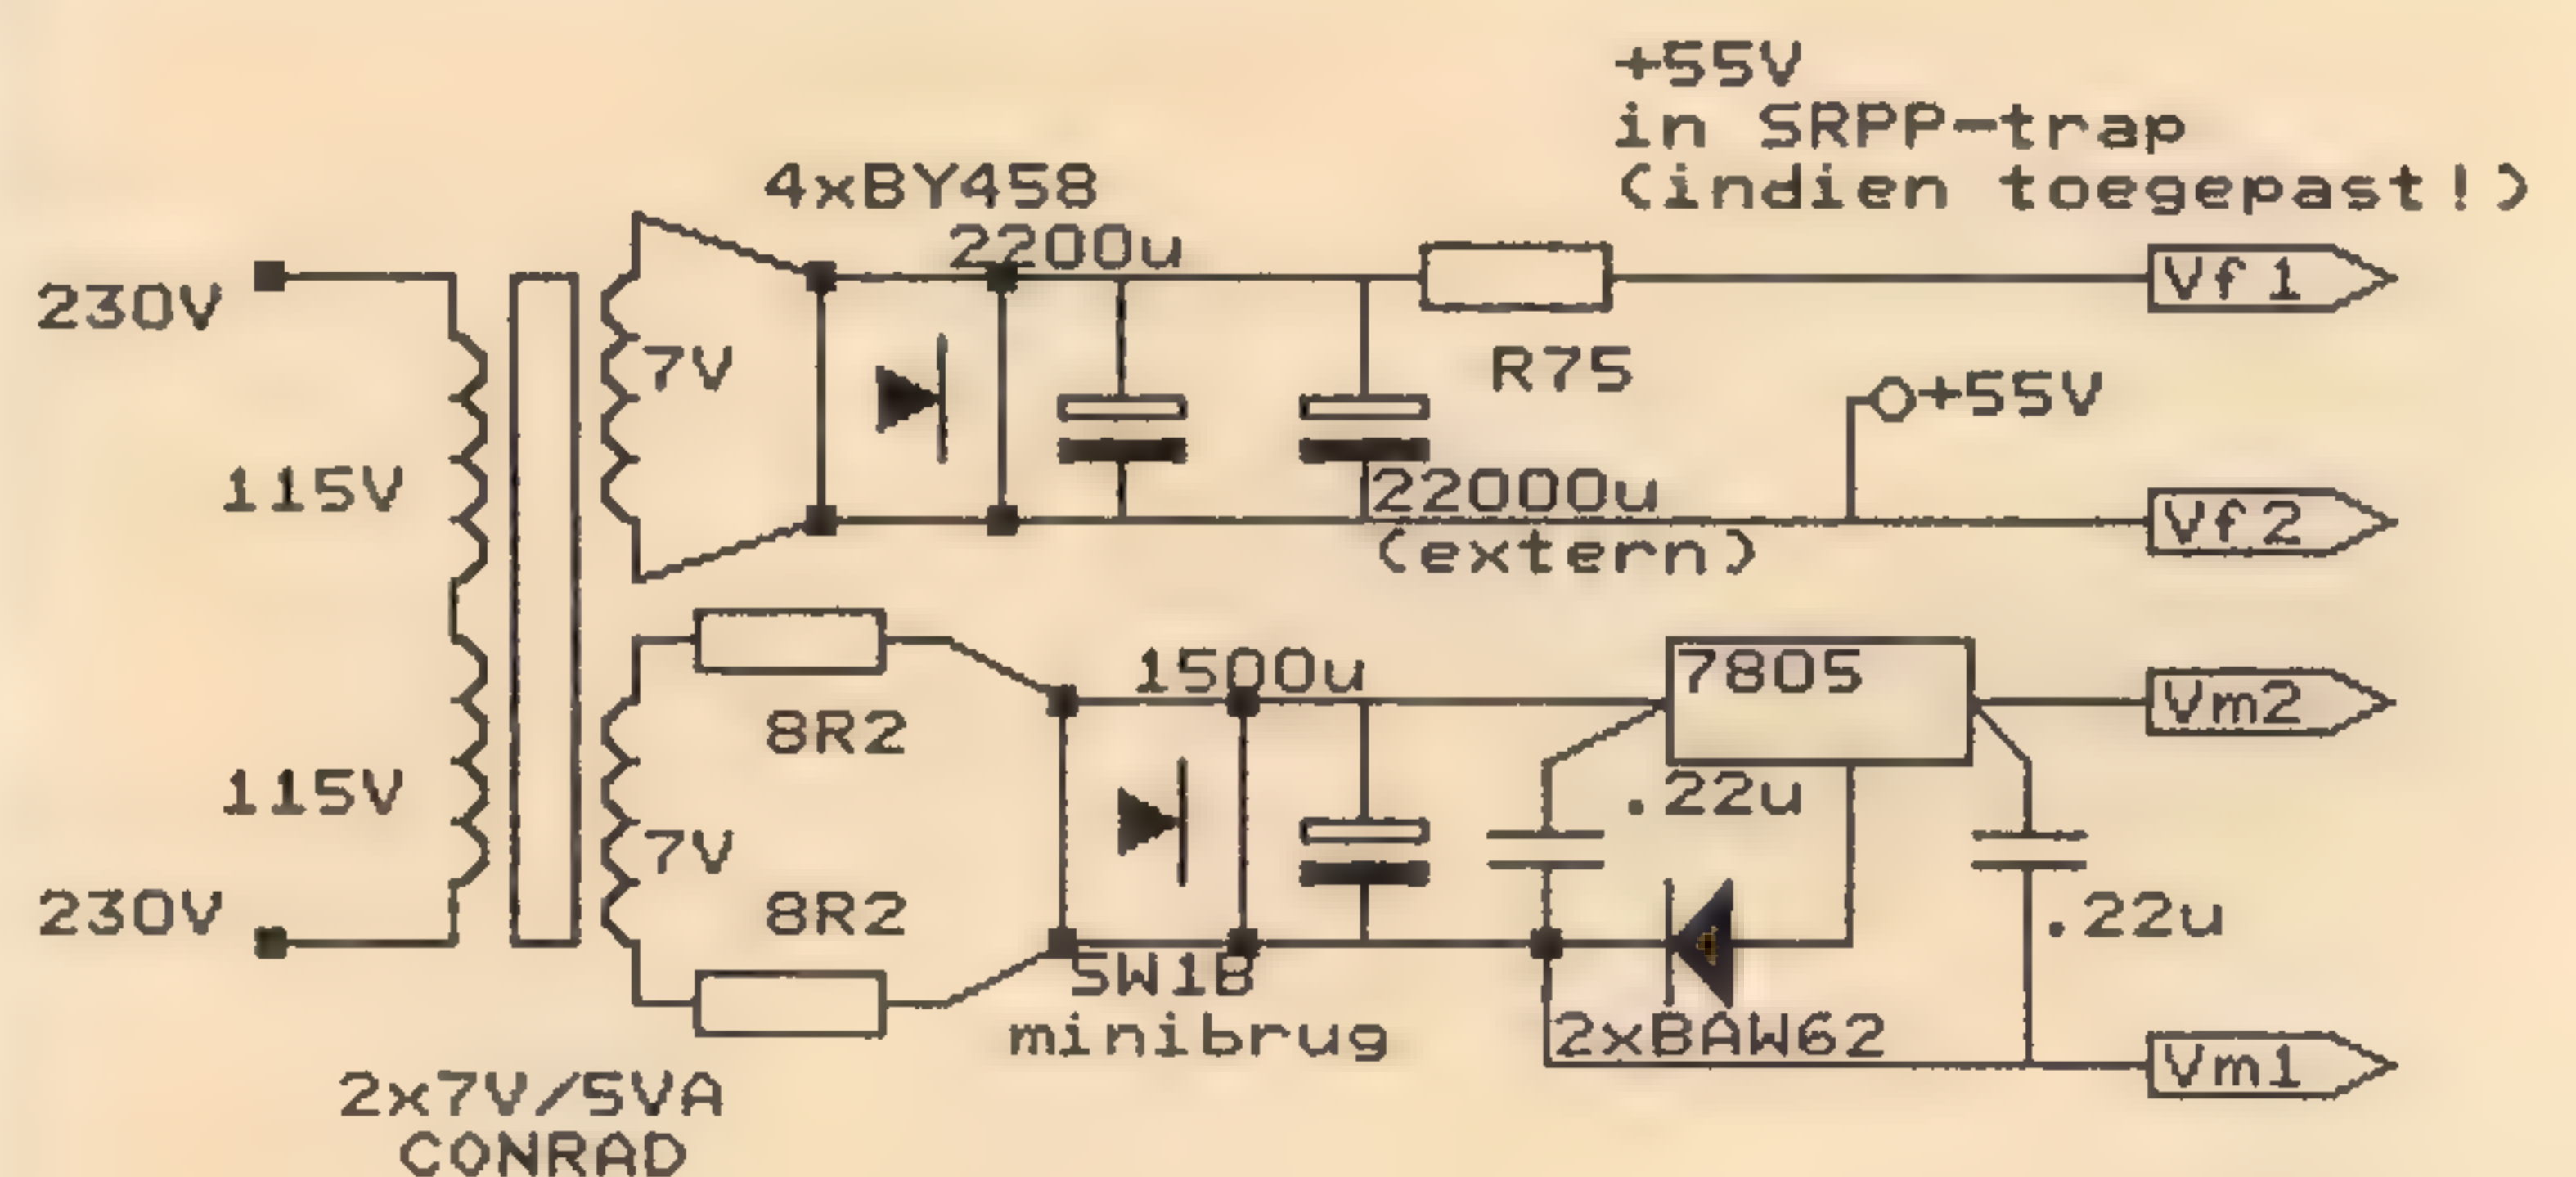 +55V
in SRPP-trap
(indien toegepast!)
4xBY458
2200u
230V
7V
R75
Vf1
+55V
115V
22000u
(extern)
Vf2
8R2
1500u
7805
Vm2
115V
7V
.22u
230V
8R2
.22u
SW1B
minibrug
2xBAW62
Vm1
2x7V/5VA
CONRAD